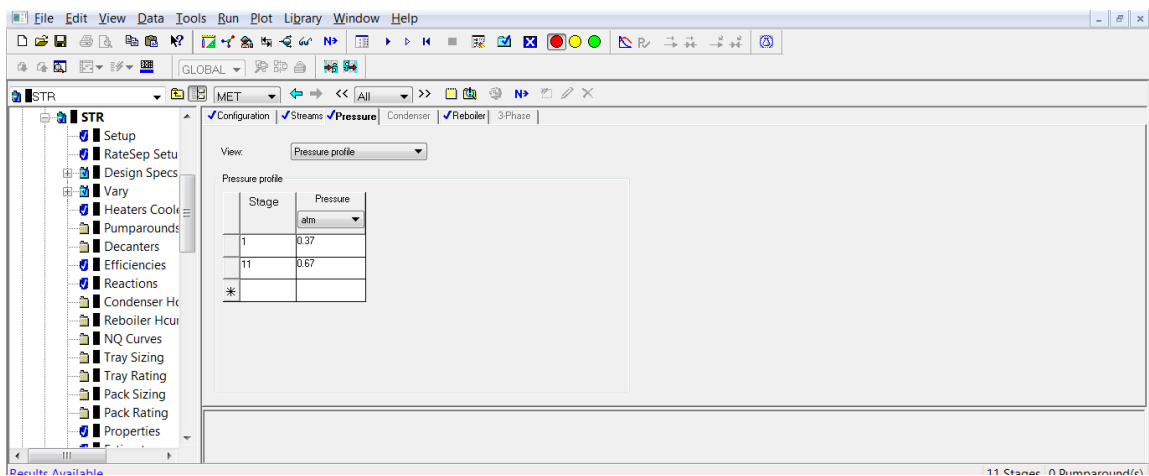 File Edit View Data Tools Run Plot Library Window Help
N>
GLOBAL
STR
MET
<< All >>
N>
STR
Setup
RateSep Setu
Design Specs
Vary
Heaters Coole
Pumparounds
Decanters
Efficiencies
Reactions
Condenser Hc
Reboiler Hcur
NQ Curves
Tray Sizing
Tray Rating
Pack Sizing
Pack Rating
Properties
Configuration Streams Pressure Condenser Reboiler 3-Phase
View: Pressure profile
Pressure profile
Stage Pressure
atm
1 0.37
11 0.67
*
Results Available 11 Stages 0 Pumparound(s)